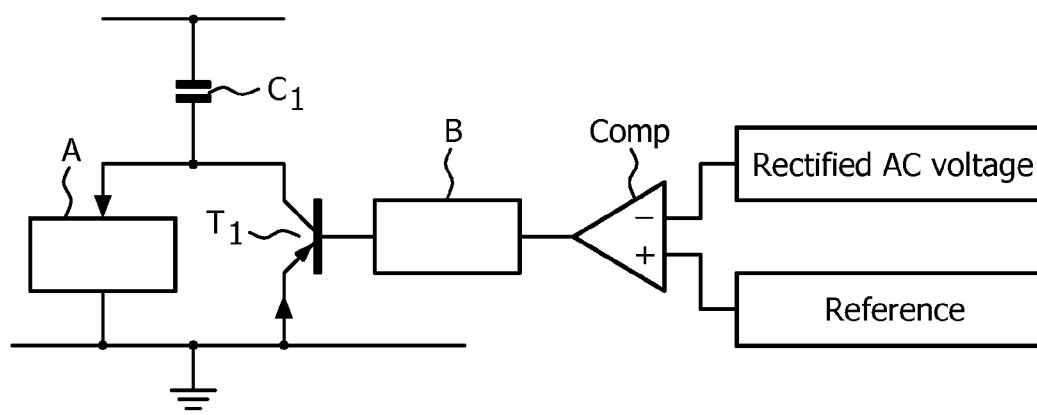 C1
A
B
Comp
Rectified AC voltage
T1
−
+
Reference